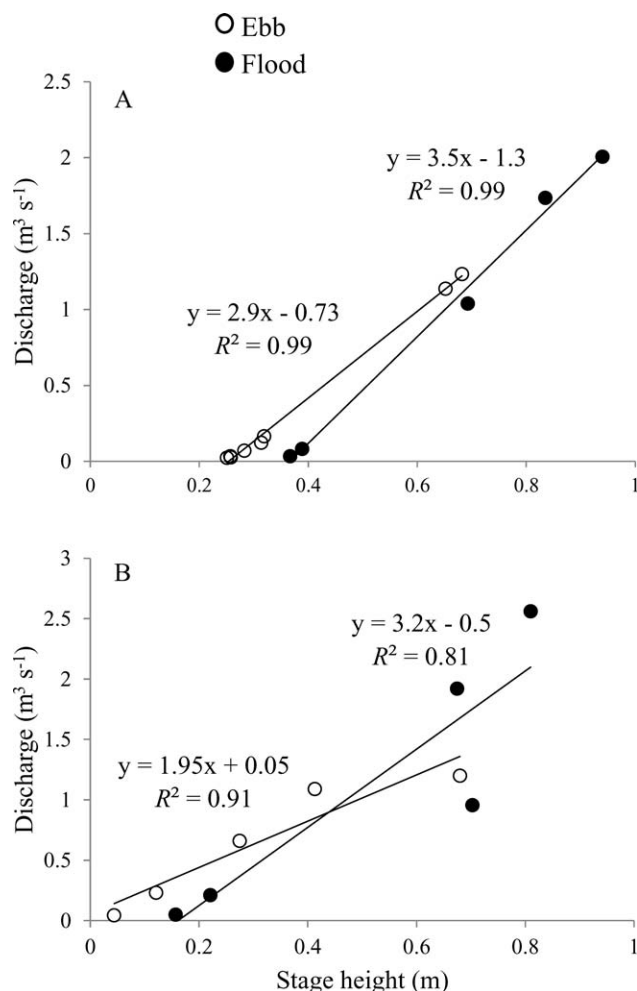 Ebb
Flood
A
2.5
2
1.5
1
0.5
0
Discharge (m³ s⁻¹)
y = 3.5x - 1.3
R² = 0.99
y = 2.9x - 0.73
R² = 0.99
0 0.2 0.4 0.6 0.8 1
B
3
2.5
2
1.5
1
0.5
0
Discharge (m³ s⁻¹)
y = 3.2x - 0.5
R² = 0.81
y = 1.95x + 0.05
R² = 0.91
0 0.2 0.4 0.6 0.8 1
Stage height (m)